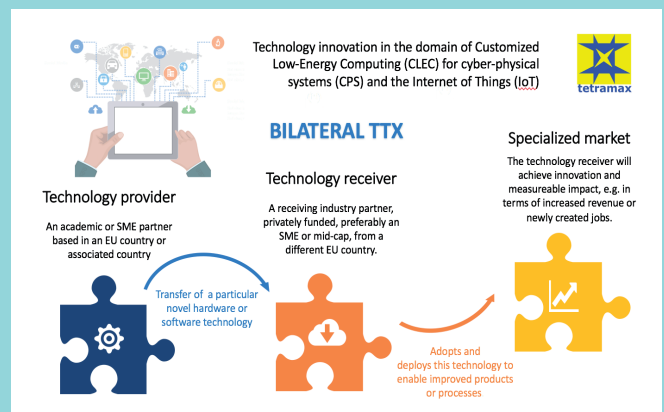 Technology innovation in the domain of Customized
Low-Energy Computing (CLEC) for cyber-physical
systems (CPS) and the Internet of Things (IoT)
tetramax
BILATERAL TTX
Technology provider
An academic or SME partner
based in an EU country or
associated country
Transfer of a particular
novel hardware or
software technology
Technology receiver
A receiving industry partner,
privately funded, preferably an
SME or mid-cap, from a
different EU country.
Adopts and
deploys this technology to
enable improved products
or processes
Specialized market
The technology receiver will
achieve innovation and
measureable impact, e.g. in
terms of increased revenue or
newly created jobs.